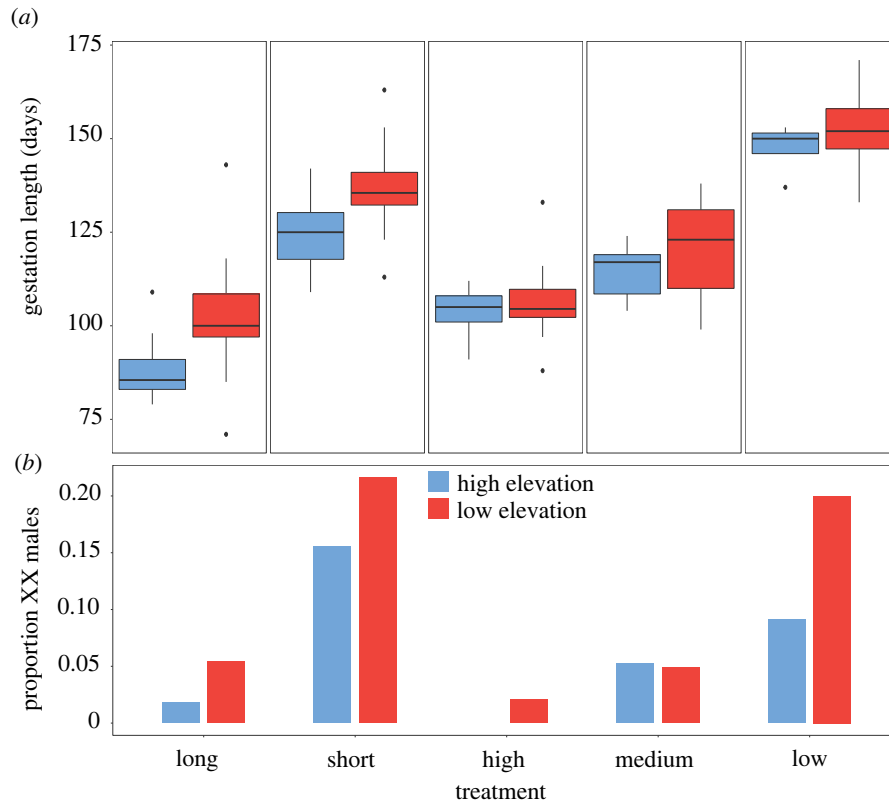 (a)
gestation length (days)
175
150
125
100
75
(b)
proportion XX males
0.20
0.15
0.10
0.05
0
high elevation
low elevation
long short high medium low
treatment